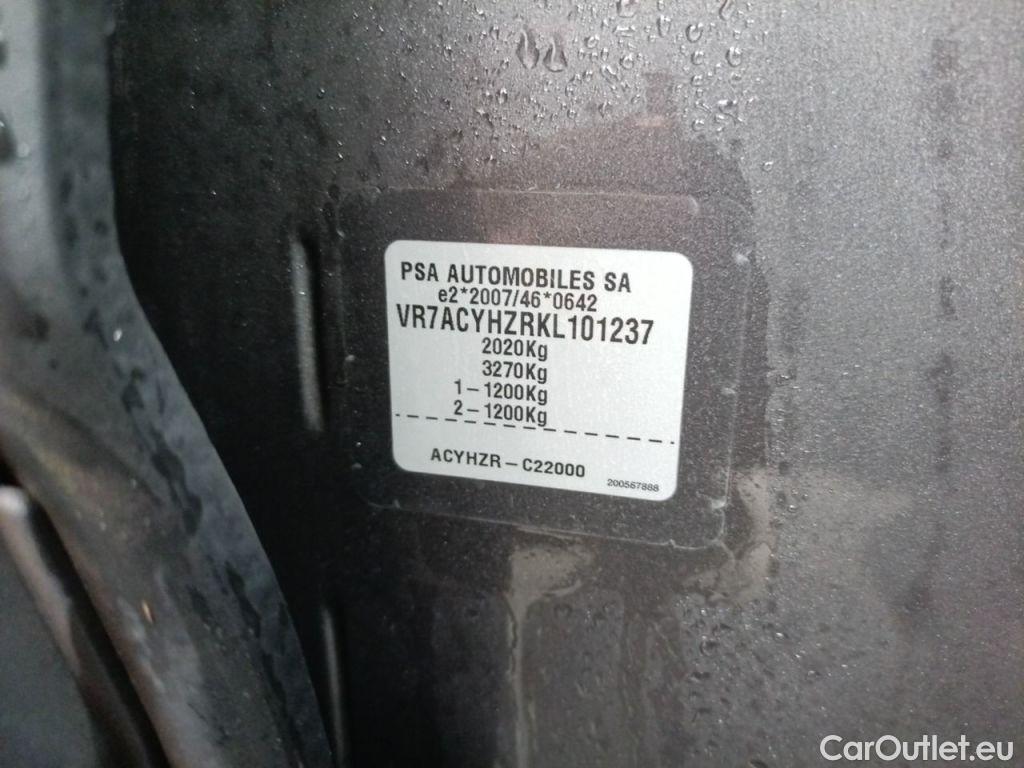 PSA AUTOMOBILES SA
e2*2007/46*0642
VR7ACYHZRKL101237
2020Kg
3270Kg
1-1200Kg
2-1200Kg
ACYHZR-C22000
200567888
CarOutlet.eu